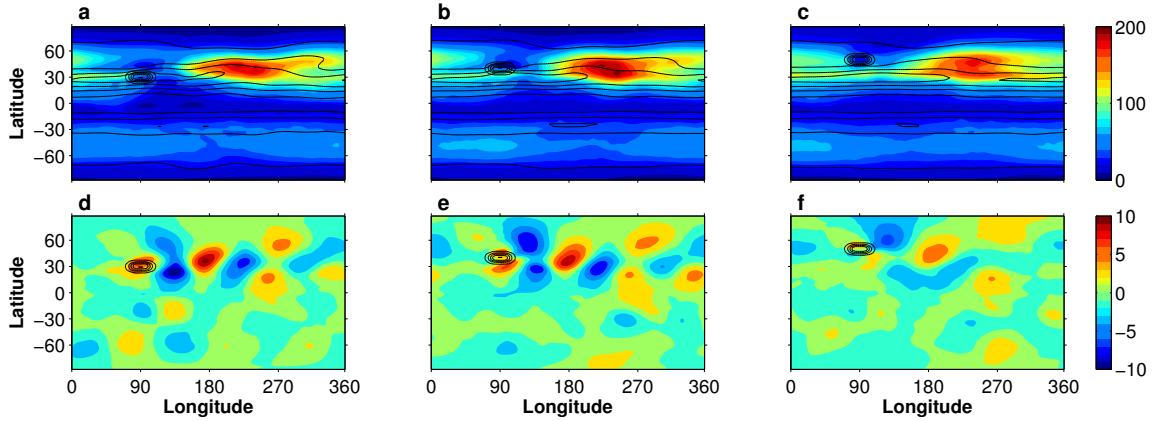 a b c
Latitude 60 30 0 −30 −60
200 100 0
d e f
Latitude 60 30 0 −30 −60
10 5 0 −5 −10
0 90 180 270 360 0 90 180 270 360 0 90 180 270 360
Longitude Longitude Longitude